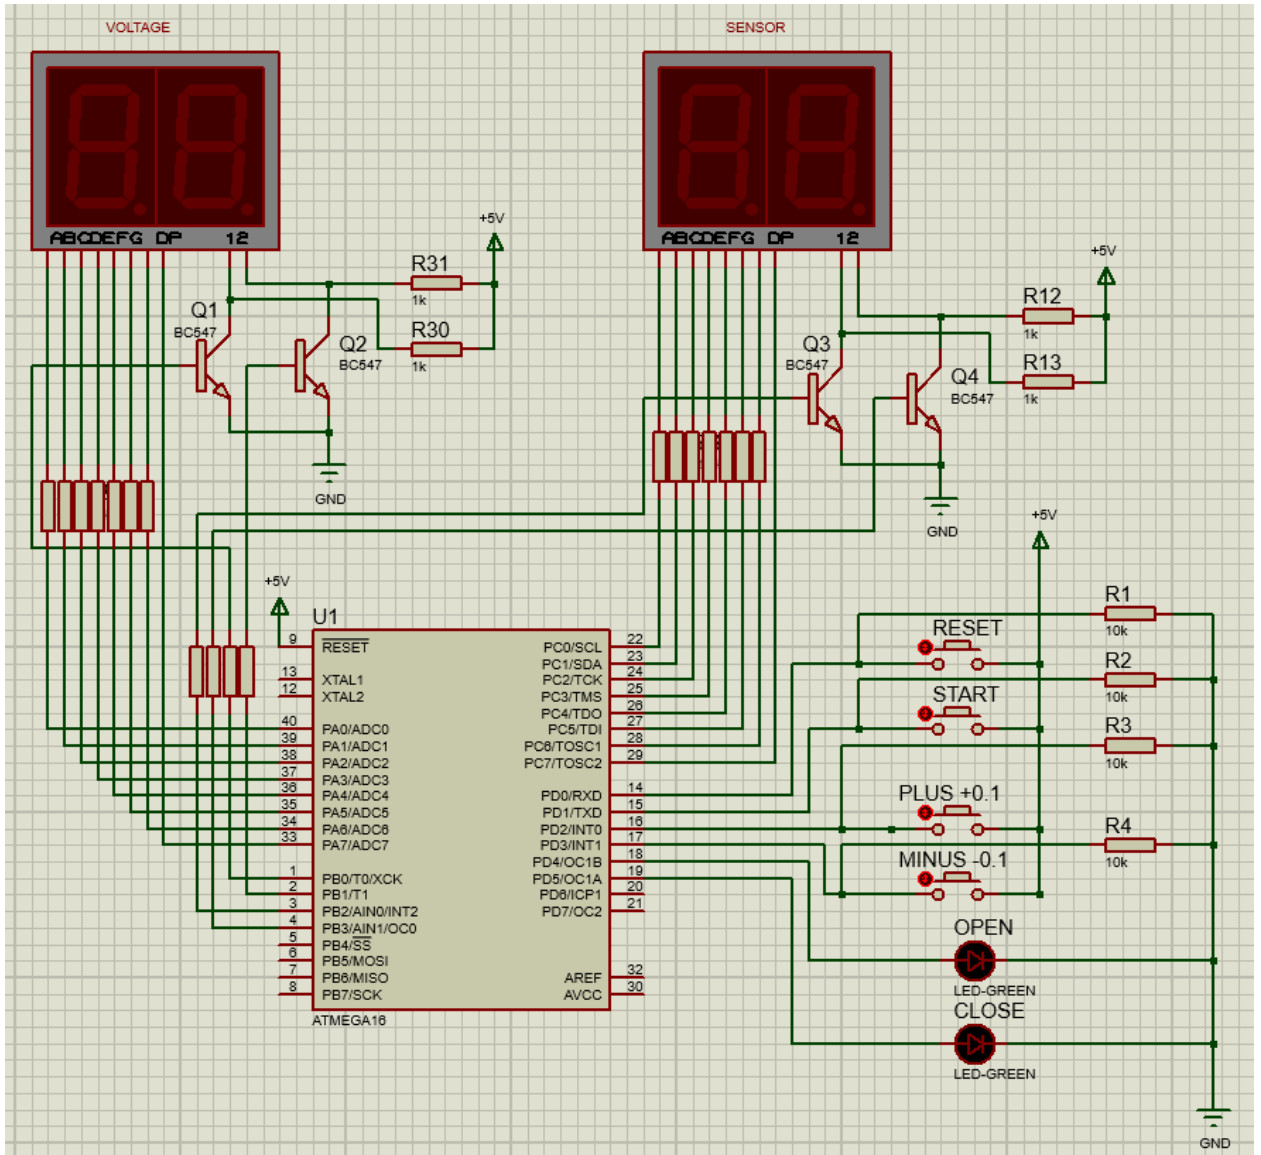 VOLTAGE
SENSOR
ABCDEFG DP 12
ABCDEFG DP 12
+5V
R31
1k
R30
1k
Q1
BC547
Q2
BC547
GND
+5V
R12
1k
R13
1k
Q3
BC547
Q4
BC547
GND
+5V
+5V
U1
9 RESET
13 XTAL1
12 XTAL2
40 PA0/ADC0
39 PA1/ADC1
38 PA2/ADC2
37 PA3/ADC3
36 PA4/ADC4
35 PA5/ADC5
34 PA6/ADC6
33 PA7/ADC7
1 PB0/T0/XCK
2 PB1/T1
3 PB2/AIN0/INT2
4 PB3/AIN1/OC0
5 PB4/SS
6 PB5/MOSI
7 PB6/MISO
8 PB7/SCK
PC0/SCL 22
PC1/SDA 23
PC2/TCK 24
PC3/TMS 25
PC4/TDO 26
PC5/TDI 27
PC6/TOSC1 28
PC7/TOSC2 29
PD0/RXD 14
PD1/TXD 15
PD2/INT0 16
PD3/INT1 17
PD4/OC1B 18
PD5/OC1A 19
PD6/ICP1 20
PD7/OC2 21
AREF 32
AVCC 30
ATMEGA16
R1
10k
RESET
R2
10k
START
R3
10k
PLUS +0.1
R4
10k
MINUS -0.1
OPEN
LED-GREEN
CLOSE
LED-GREEN
GND